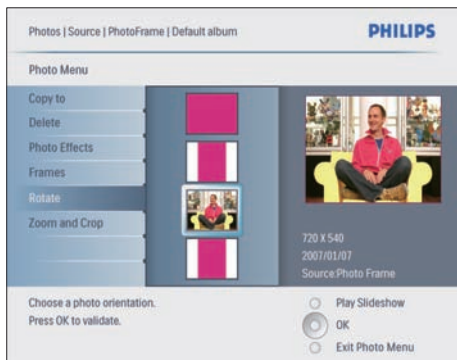 Photos | Source | PhotoFrame | Default album
PHILIPS
Photo Menu
Copy to
Delete
Photo Effects
Frames
Rotate
Zoom and Crop
720 X 540
2007/01/07
Source:Photo Frame
Choose a photo orientation.
Press OK to validate.
Play Slideshow
OK
Exit Photo Menu